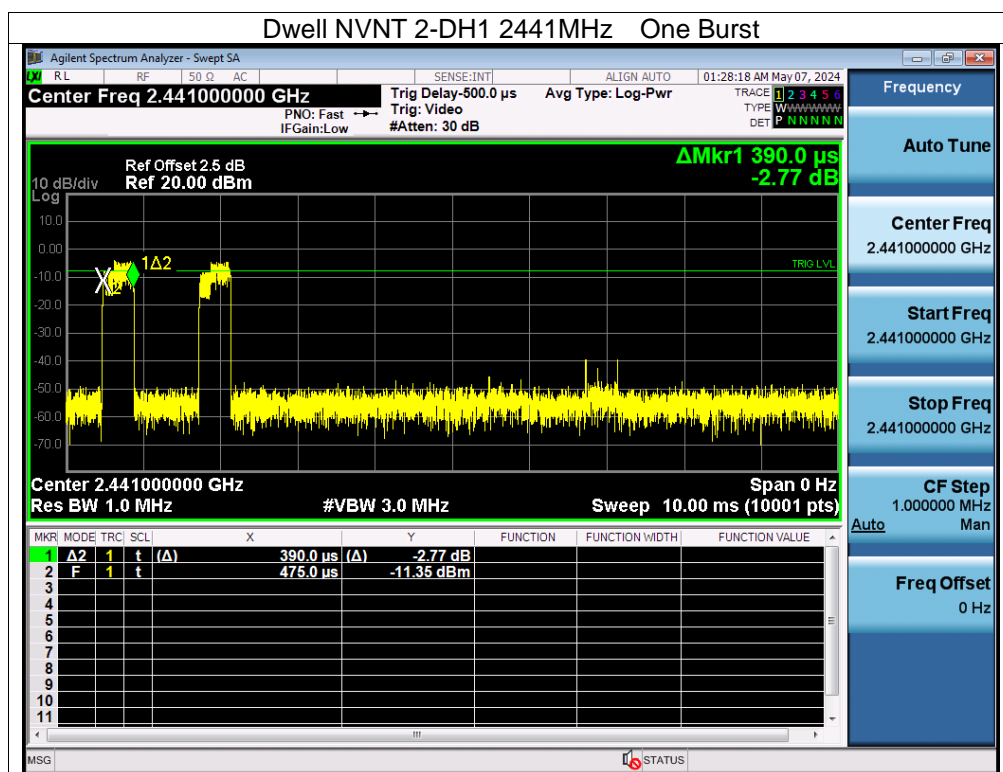 Dwell NVNT 2-DH1 2441MHz One Burst
Agilent Spectrum Analyzer - Swept SA
RL RF 50 Ω AC SENSE:INT ALIGN AUTO 01:28:18 AM May 07, 2024
Center Freq 2.441000000 GHz
PNO: Fast
IFGain:Low
Trig Delay-500.0 µs
Trig: Video
#Atten: 30 dB
Avg Type: Log-Pwr
TRACE 1 2 3 4 5 6
TYPE WWWWWW
DET P N N N N N
Frequency
Auto Tune
Center Freq
2.441000000 GHz
Start Freq
2.441000000 GHz
Stop Freq
2.441000000 GHz
CF Step
1.000000 MHz
Auto Man
Freq Offset
0 Hz
ΔMkr1 390.0 µs
-2.77 dB
Ref Offset 2.5 dB
10 dB/div Ref 20.00 dBm
Log
10.0
0.00
-10.0
-20.0
-30.0
-40.0
-50.0
-60.0
-70.0
1Δ2
TRIG LVL
X2
Center 2.441000000 GHz Span 0 Hz
Res BW 1.0 MHz #VBW 3.0 MHz Sweep 10.00 ms (10001 pts)
MKR MODE TRC SCL X Y FUNCTION FUNCTION WIDTH FUNCTION VALUE
1 Δ2 1 t (Δ) 390.0 µs (Δ) -2.77 dB
2 F 1 t 475.0 µs -11.35 dBm
3
4
5
6
7
8
9
10
11
MSG STATUS